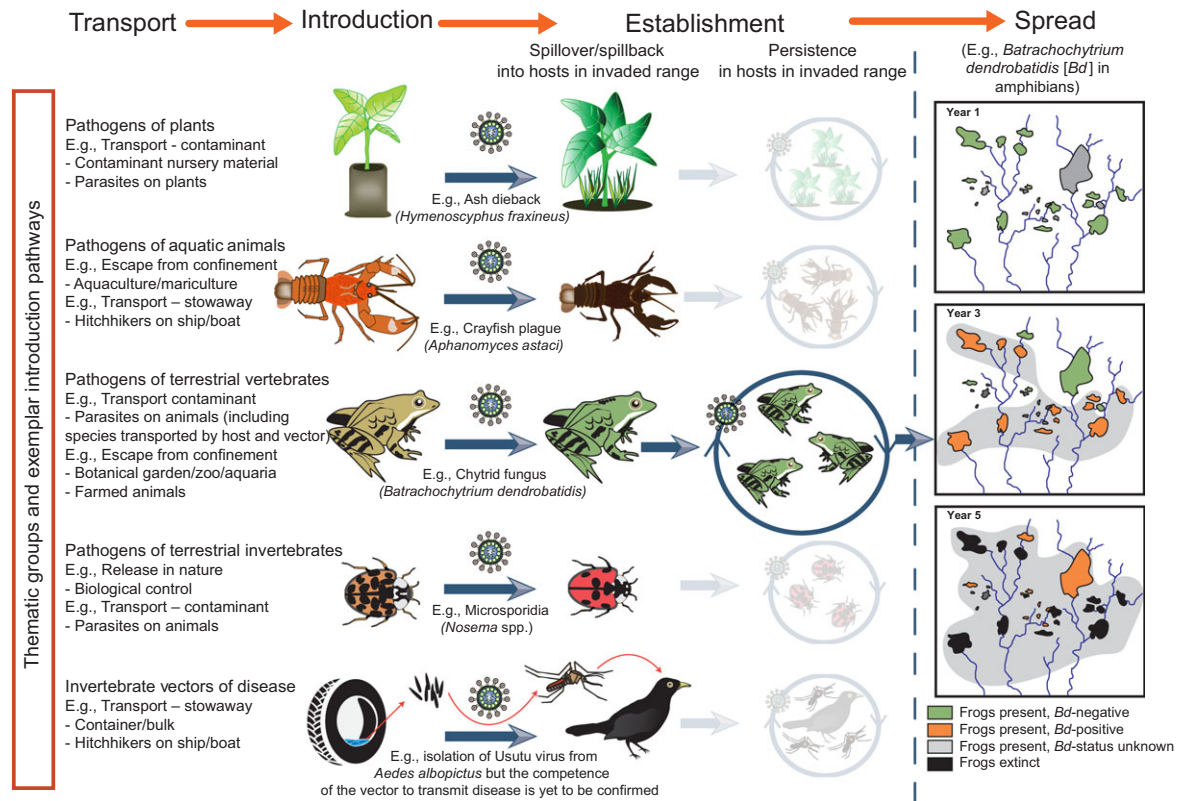 Transport
Introduction
Establishment
Spread
Spillover/spillback
into hosts in invaded range
Persistence
in hosts in invaded range
(E.g., Batrachochytrium
dendrobatidis [Bd] in
amphibians)
Thematic groups and exemplar introduction pathways
Pathogens of plants
E.g., Transport - contaminant
- Contaminant nursery material
- Parasites on plants
E.g., Ash dieback
(Hymenoscyphus fraxineus)
Pathogens of aquatic animals
E.g., Escape from confinement
- Aquaculture/mariculture
E.g., Transport – stowaway
- Hitchhikers on ship/boat
E.g., Crayfish plague
(Aphanomyces astaci)
Pathogens of terrestrial vertebrates
E.g., Transport contaminant
- Parasites on animals (including
species transported by host and vector)
E.g., Escape from confinement
- Botanical garden/zoo/aquaria
- Farmed animals
E.g., Chytrid fungus
(Batrachochytrium dendrobatidis)
Pathogens of terrestrial invertebrates
E.g., Release in nature
- Biological control
E.g., Transport – contaminant
- Parasites on animals
E.g., Microsporidia
(Nosema spp.)
Invertebrate vectors of disease
E.g., Transport – stowaway
- Container/bulk
- Hitchhikers on ship/boat
E.g., isolation of Usutu virus from
Aedes albopictus but the competence
of the vector to transmit disease is yet to be confirmed
Year 1
Year 3
Year 5
Frogs present, Bd-negative
Frogs present, Bd-positive
Frogs present, Bd-status unknown
Frogs extinct